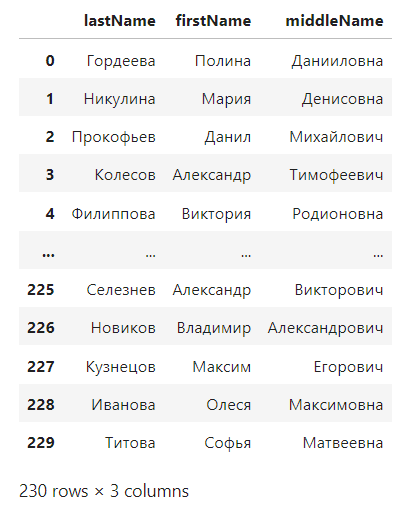 lastName firstName middleName
0 Гордеева Полина Данииловна
1 Никулина Мария Денисовна
2 Прокофьев Данил Михайлович
3 Колесов Александр Тимофеевич
4 Филиппова Виктория Родионовна
... ... ... ...
225 Селезнев Александр Викторович
226 Новиков Владимир Александрович
227 Кузнецов Максим Егорович
228 Иванова Олеся Максимовна
229 Титова Софья Матвеевна
230 rows × 3 columns